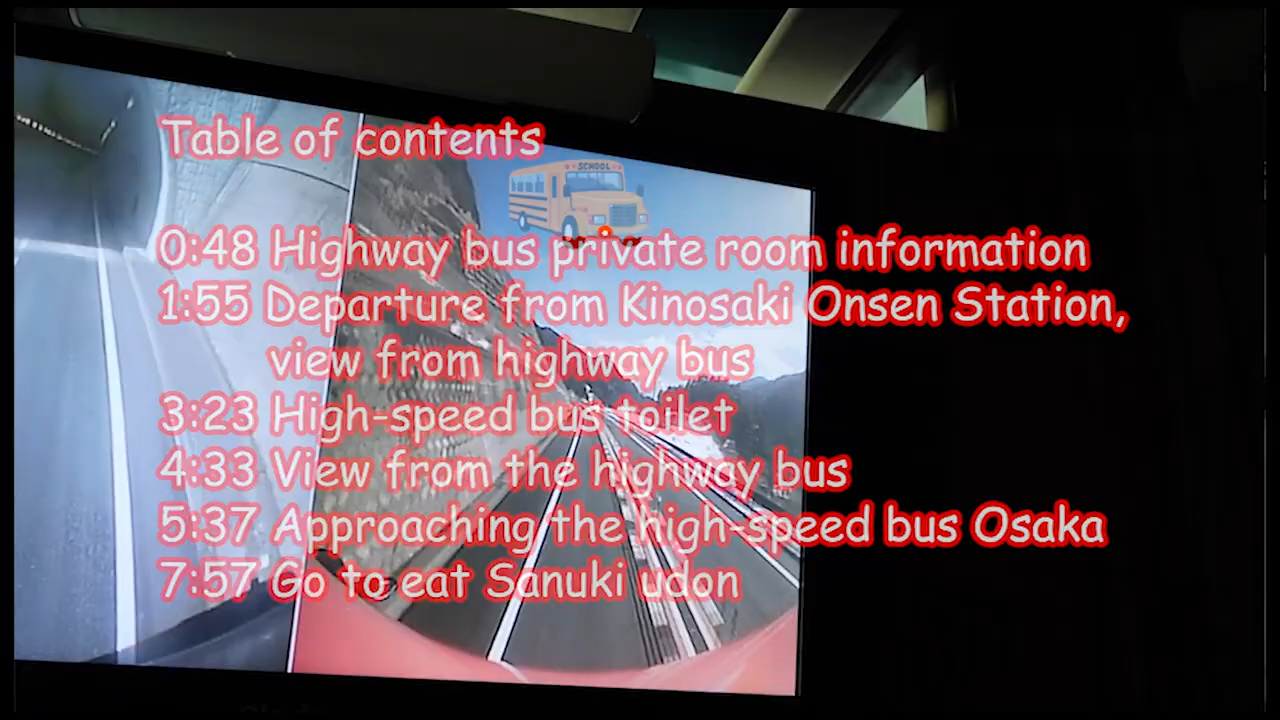 Table of contents
SCHOOL
0:48 Highway bus private room information
1:55 Departure from Kinosaki Onsen Station,
view from highway bus
3:23 High-speed bus toilet
4:33 View from the highway bus
5:37 Approaching the high-speed bus Osaka
7:57 Go to eat Sanuki udon